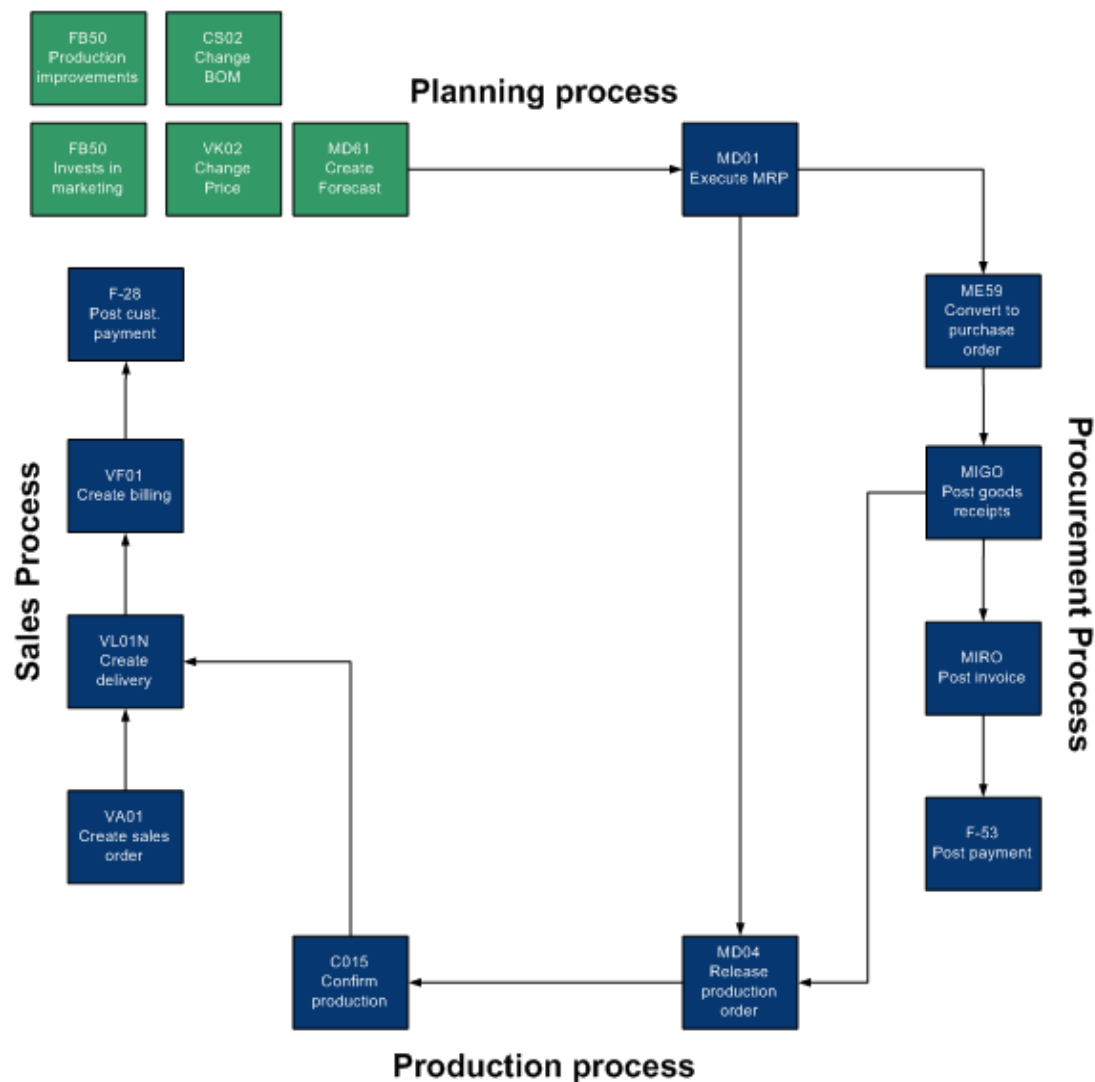 FB50
Production
improvements
CS02
Change
BOM
Planning process
FB50
Invests in
marketing
VK02
Change
Price
MD61
Create
Forecast
MD01
Execute MRP
F-28
Post cust.
payment
ME59
Convert to
purchase
order
VF01
Create billing
MIGO
Post goods
receipts
Sales Process
Procurement Process
VL01N
Create
delivery
MIRO
Post invoice
VA01
Create sales
order
F-53
Post payment
C015
Confirm
production
MD04
Release
production
order
Production process